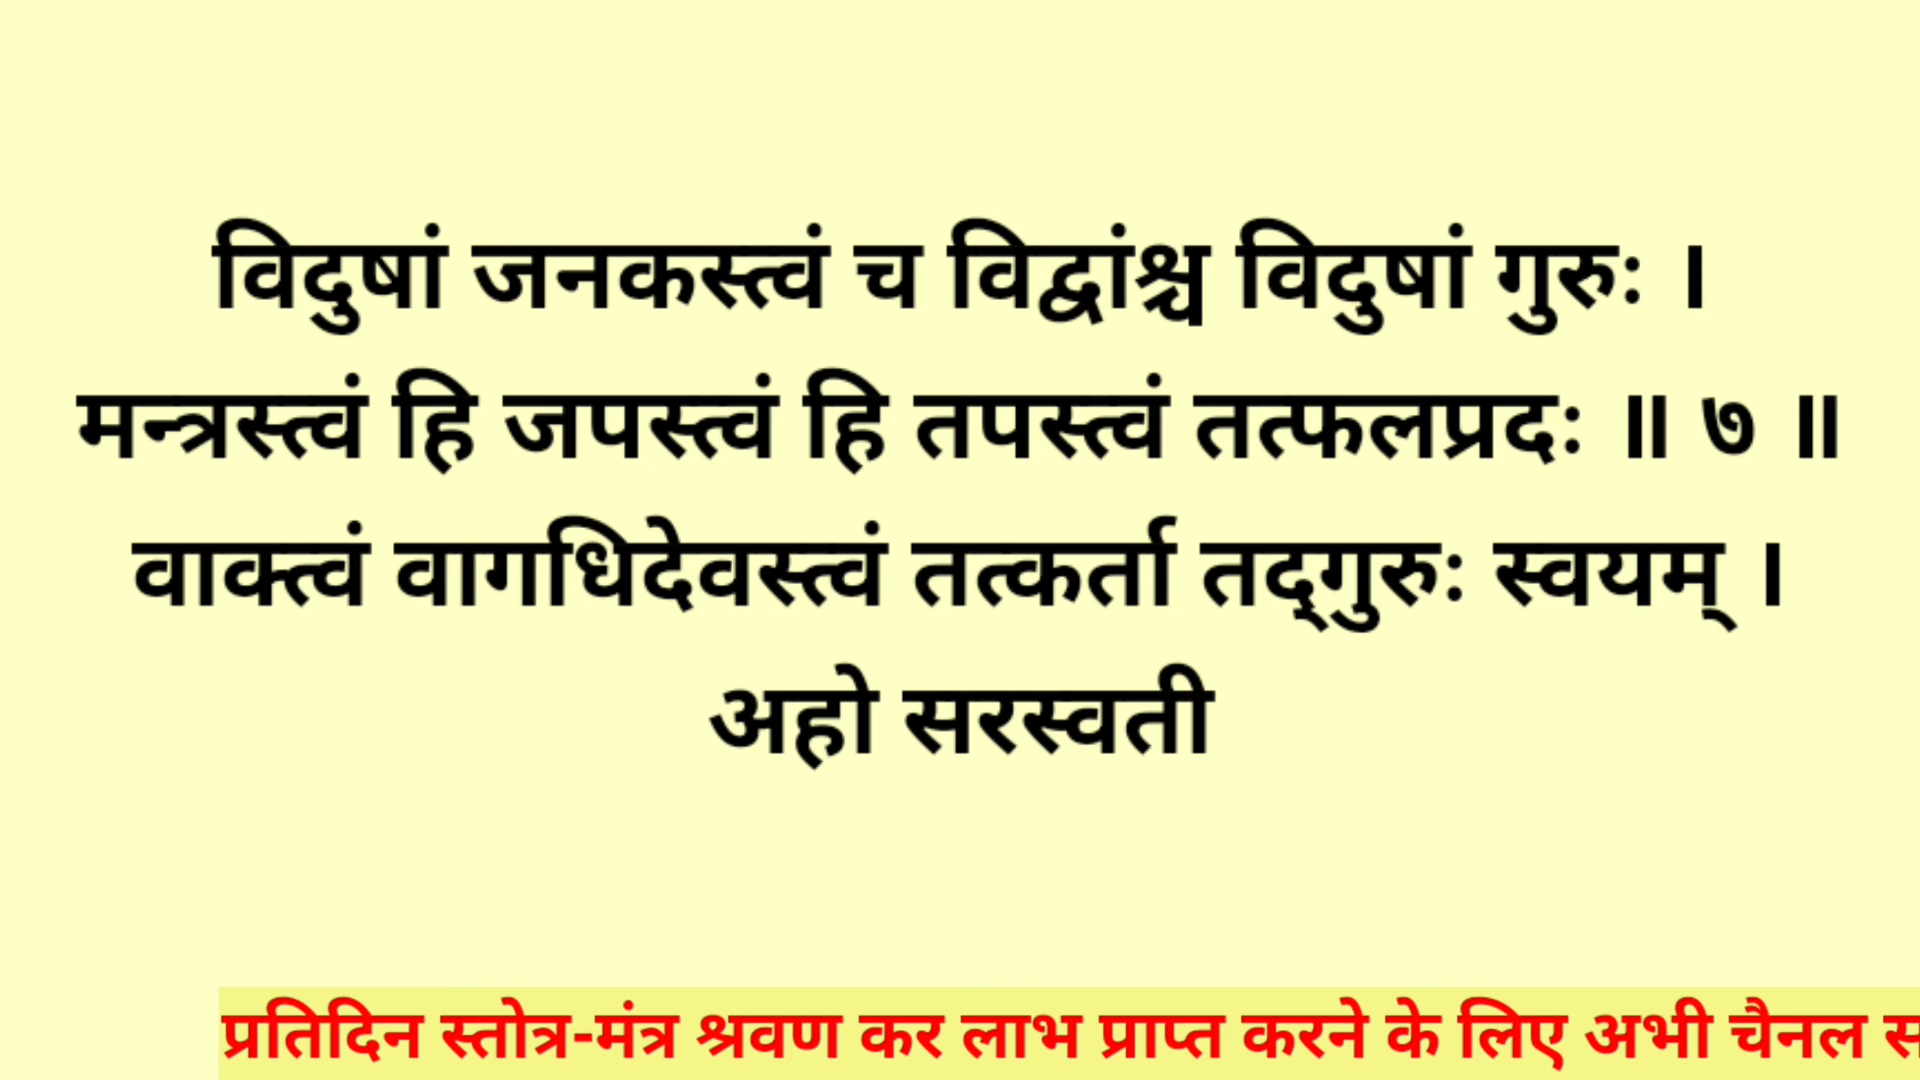 विदुषां जनकस्त्वं च विद्वांश्च विदुषां गुरुः ।
मन्त्रस्त्वं हि जपस्त्वं हि तपस्त्वं तत्फलप्रदः ॥ ७ ॥
वाक्त्वं वागधिदेवस्त्वं तत्कर्ता तद्‌गुरुः स्वयम् ।
अहो सरस्वती
प्रतिदिन स्तोत्र-मंत्र श्रवण कर लाभ प्राप्त करने के लिए अभी चैनल